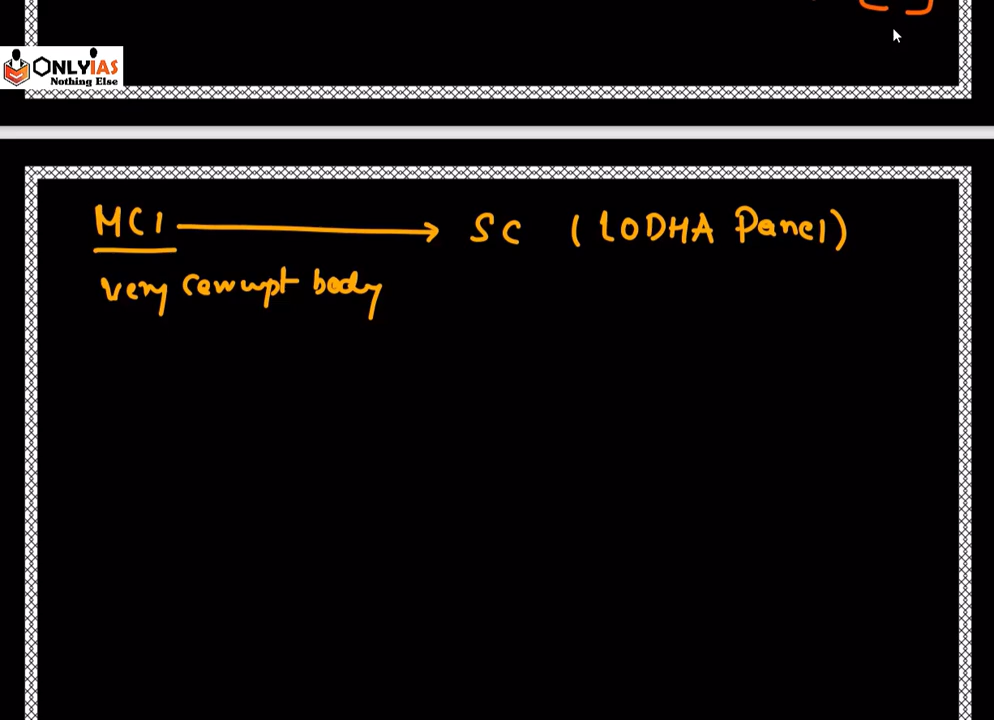 ONLYIAS
Nothing Else
MCI → SC (LODHA Panel)
very corrupt body